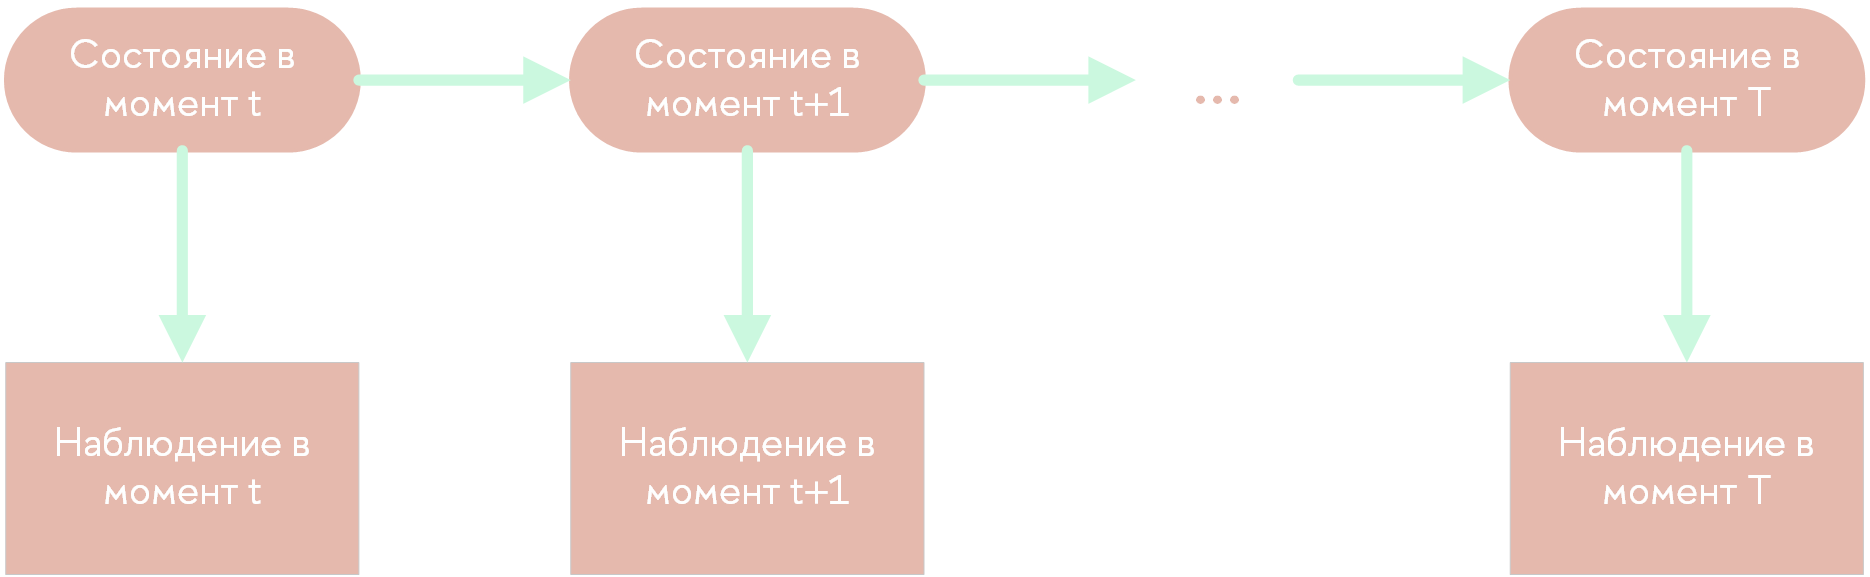 Состояние в
момент t
Состояние в
момент t+1
...
Состояние в
момент T
Наблюдение в
момент t
Наблюдение в
момент t+1
Наблюдение в
момент T